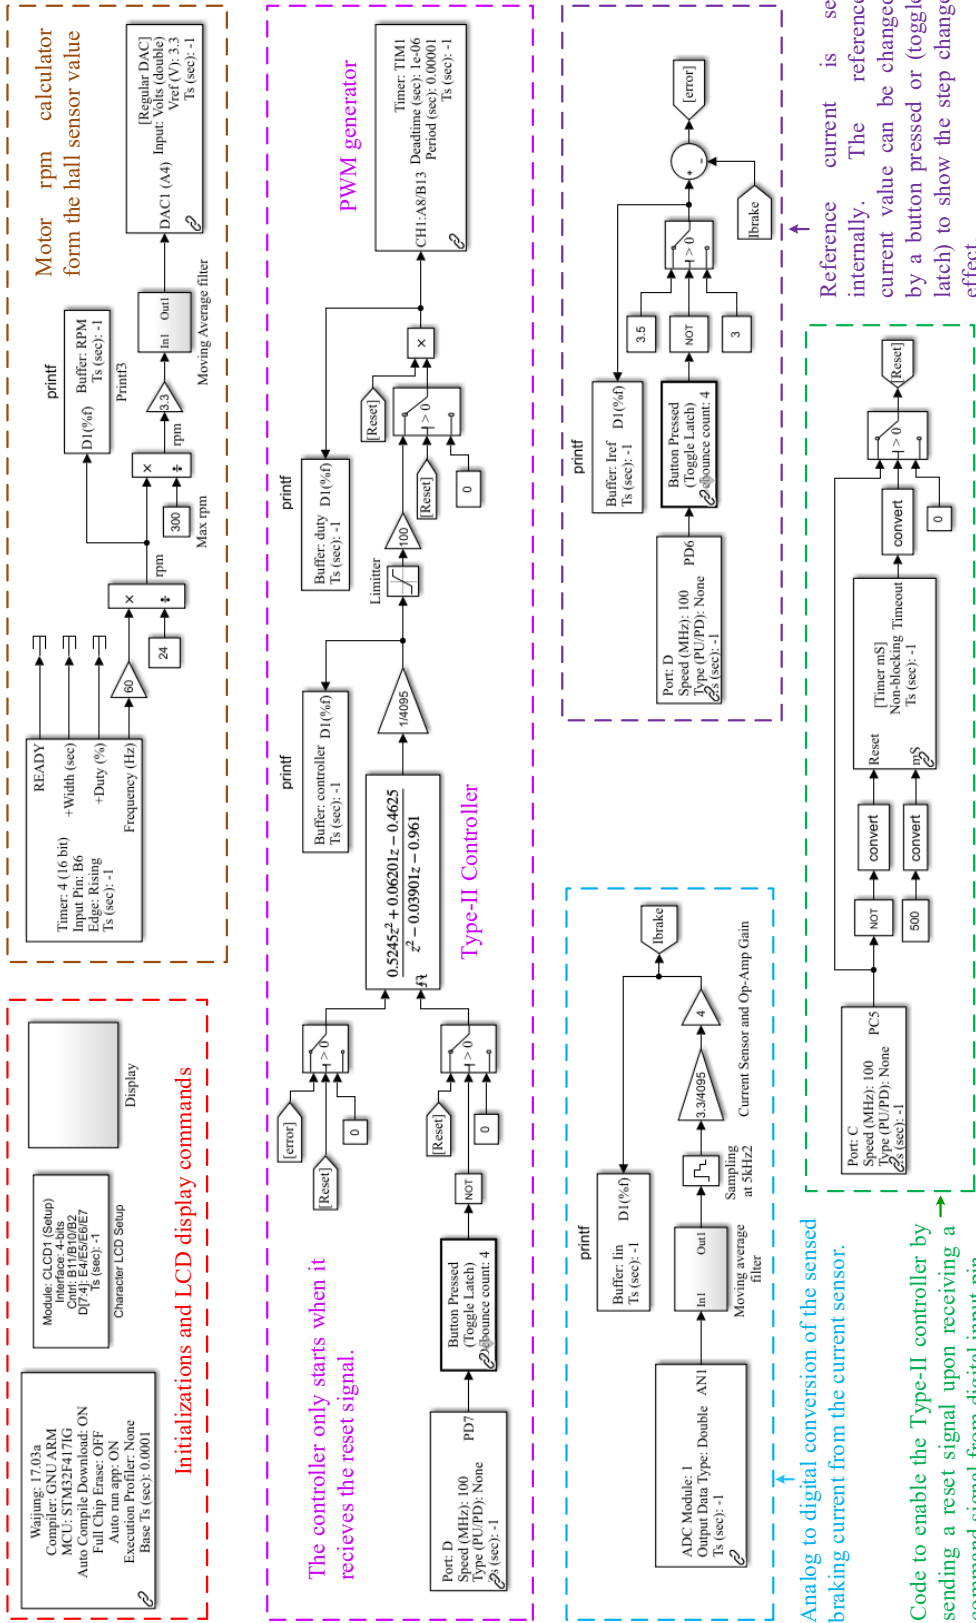 Waijung: 17.03a
Compiler: GNU ARM
MCU: STM32F417IG
Auto Compile Download: ON
Full Chip Erase: OFF
Auto run app: ON
Execution Profiler: None
Base Ts (sec): 0.0001
Module: CLCD1 (Setup)
Interface: 4-bits
Cntrl: B11/B10/B2
D[7:4]: E4/E5/E6/E7
Ts (sec): -1
Character LCD Setup
Display
Initializations and LCD display commands
Timer: 4 (16 bit)
Input Pin: B6
Edge: Rising
Ts (sec): -1
READY
+Width (sec)
+Duty (%)
Frequency (Hz)
60
24
×
÷
rpm
printf
D1(%f)
Buffer: RPM
Ts (sec): -1
Printf3
300
Max rpm
×
÷
rpm
3.3
In1
Out1
Moving Average filter
DAC1 (A4)
[Regular DAC]
Input: Volts (double)
Vref (V): 3.3
Ts (sec): -1
Motor rpm calculator
form the hall sensor value
The controller only starts when it
recieves the reset signal.
Port: D
Speed (MHz): 100
Type (PU/PD): None
Ts (sec): -1
PD7
Button Pressed
(Toggle Latch)
Debounce count: 4
NOT
[error]
[Reset]
0
> 0
[Reset]
0
> 0
0.5245z² + 0.06201z − 0.4625
z² − 0.03901z − 0.961
Type-II Controller
printf
Buffer: controller
D1(%f)
Ts (sec): -1
1/4095
Limitter
100
printf
Buffer: duty
D1(%f)
Ts (sec): -1
[Reset]
[Reset]
0
> 0
×
CH1:A8/B13
Timer: TIM1
Deadtime (sec): 1e-06
Period (sec): 0.00001
Ts (sec): -1
PWM generator
ADC Module: 1
Output Data Type: Double
Ts (sec): -1
AN1
In1
Out1
Moving average
filter
Sampling
at 5kHz2
3.3/4095
4
Current Sensor and Op-Amp Gain
printf
Buffer: Iin
D1(%f)
Ts (sec): -1
Ibrake
Analog to digital conversion of the sensed
braking current from the current sensor.
Port: D
Speed (MHz): 100
Type (PU/PD): None
Ts (sec): -1
PD6
Button Pressed
(Toggle Latch)
Debounce count: 4
NOT
3.5
3
> 0
printf
Buffer: Iref
D1(%f)
Ts (sec): -1
+
-
Ibrake
[error]
Reference current is se
internally. The reference
current value can be changed
by a button pressed or (toggle
latch) to show the step change
effect.
Port: C
Speed (MHz): 100
Type (PU/PD): None
Ts (sec): -1
PC5
NOT
500
convert
convert
Reset
mS
[Timer mS]
Non-blocking
Ts (sec): -1
Timeout
convert
0
> 0
[Reset]
Code to enable the Type-II controller by
sending a reset signal upon receiving a
command signal from digital input pin